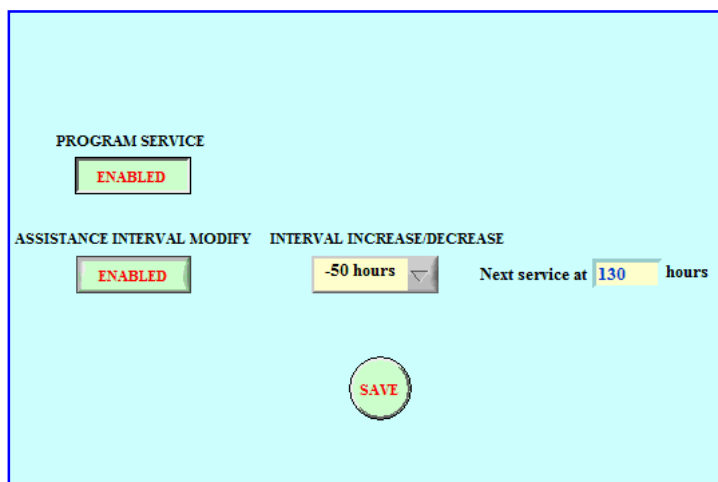 PROGRAM SERVICE
ENABLED
ASSISTANCE INTERVAL MODIFY INTERVAL INCREASE/DECREASE
ENABLED -50 hours Next service at 130 hours
SAVE